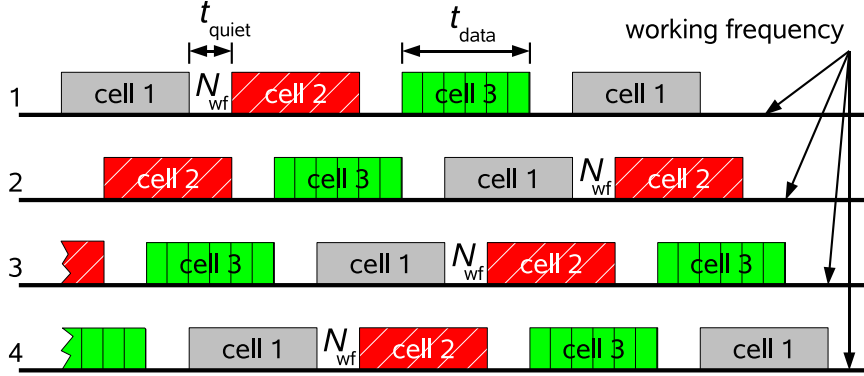 t_quiet t_data working frequency
1 cell 1 N_wf cell 2 cell 3 cell 1
2 cell 2 cell 3 cell 1 N_wf cell 2
3 cell 3 cell 1 N_wf cell 2 cell 3
4 cell 1 N_wf cell 2 cell 3 cell 1